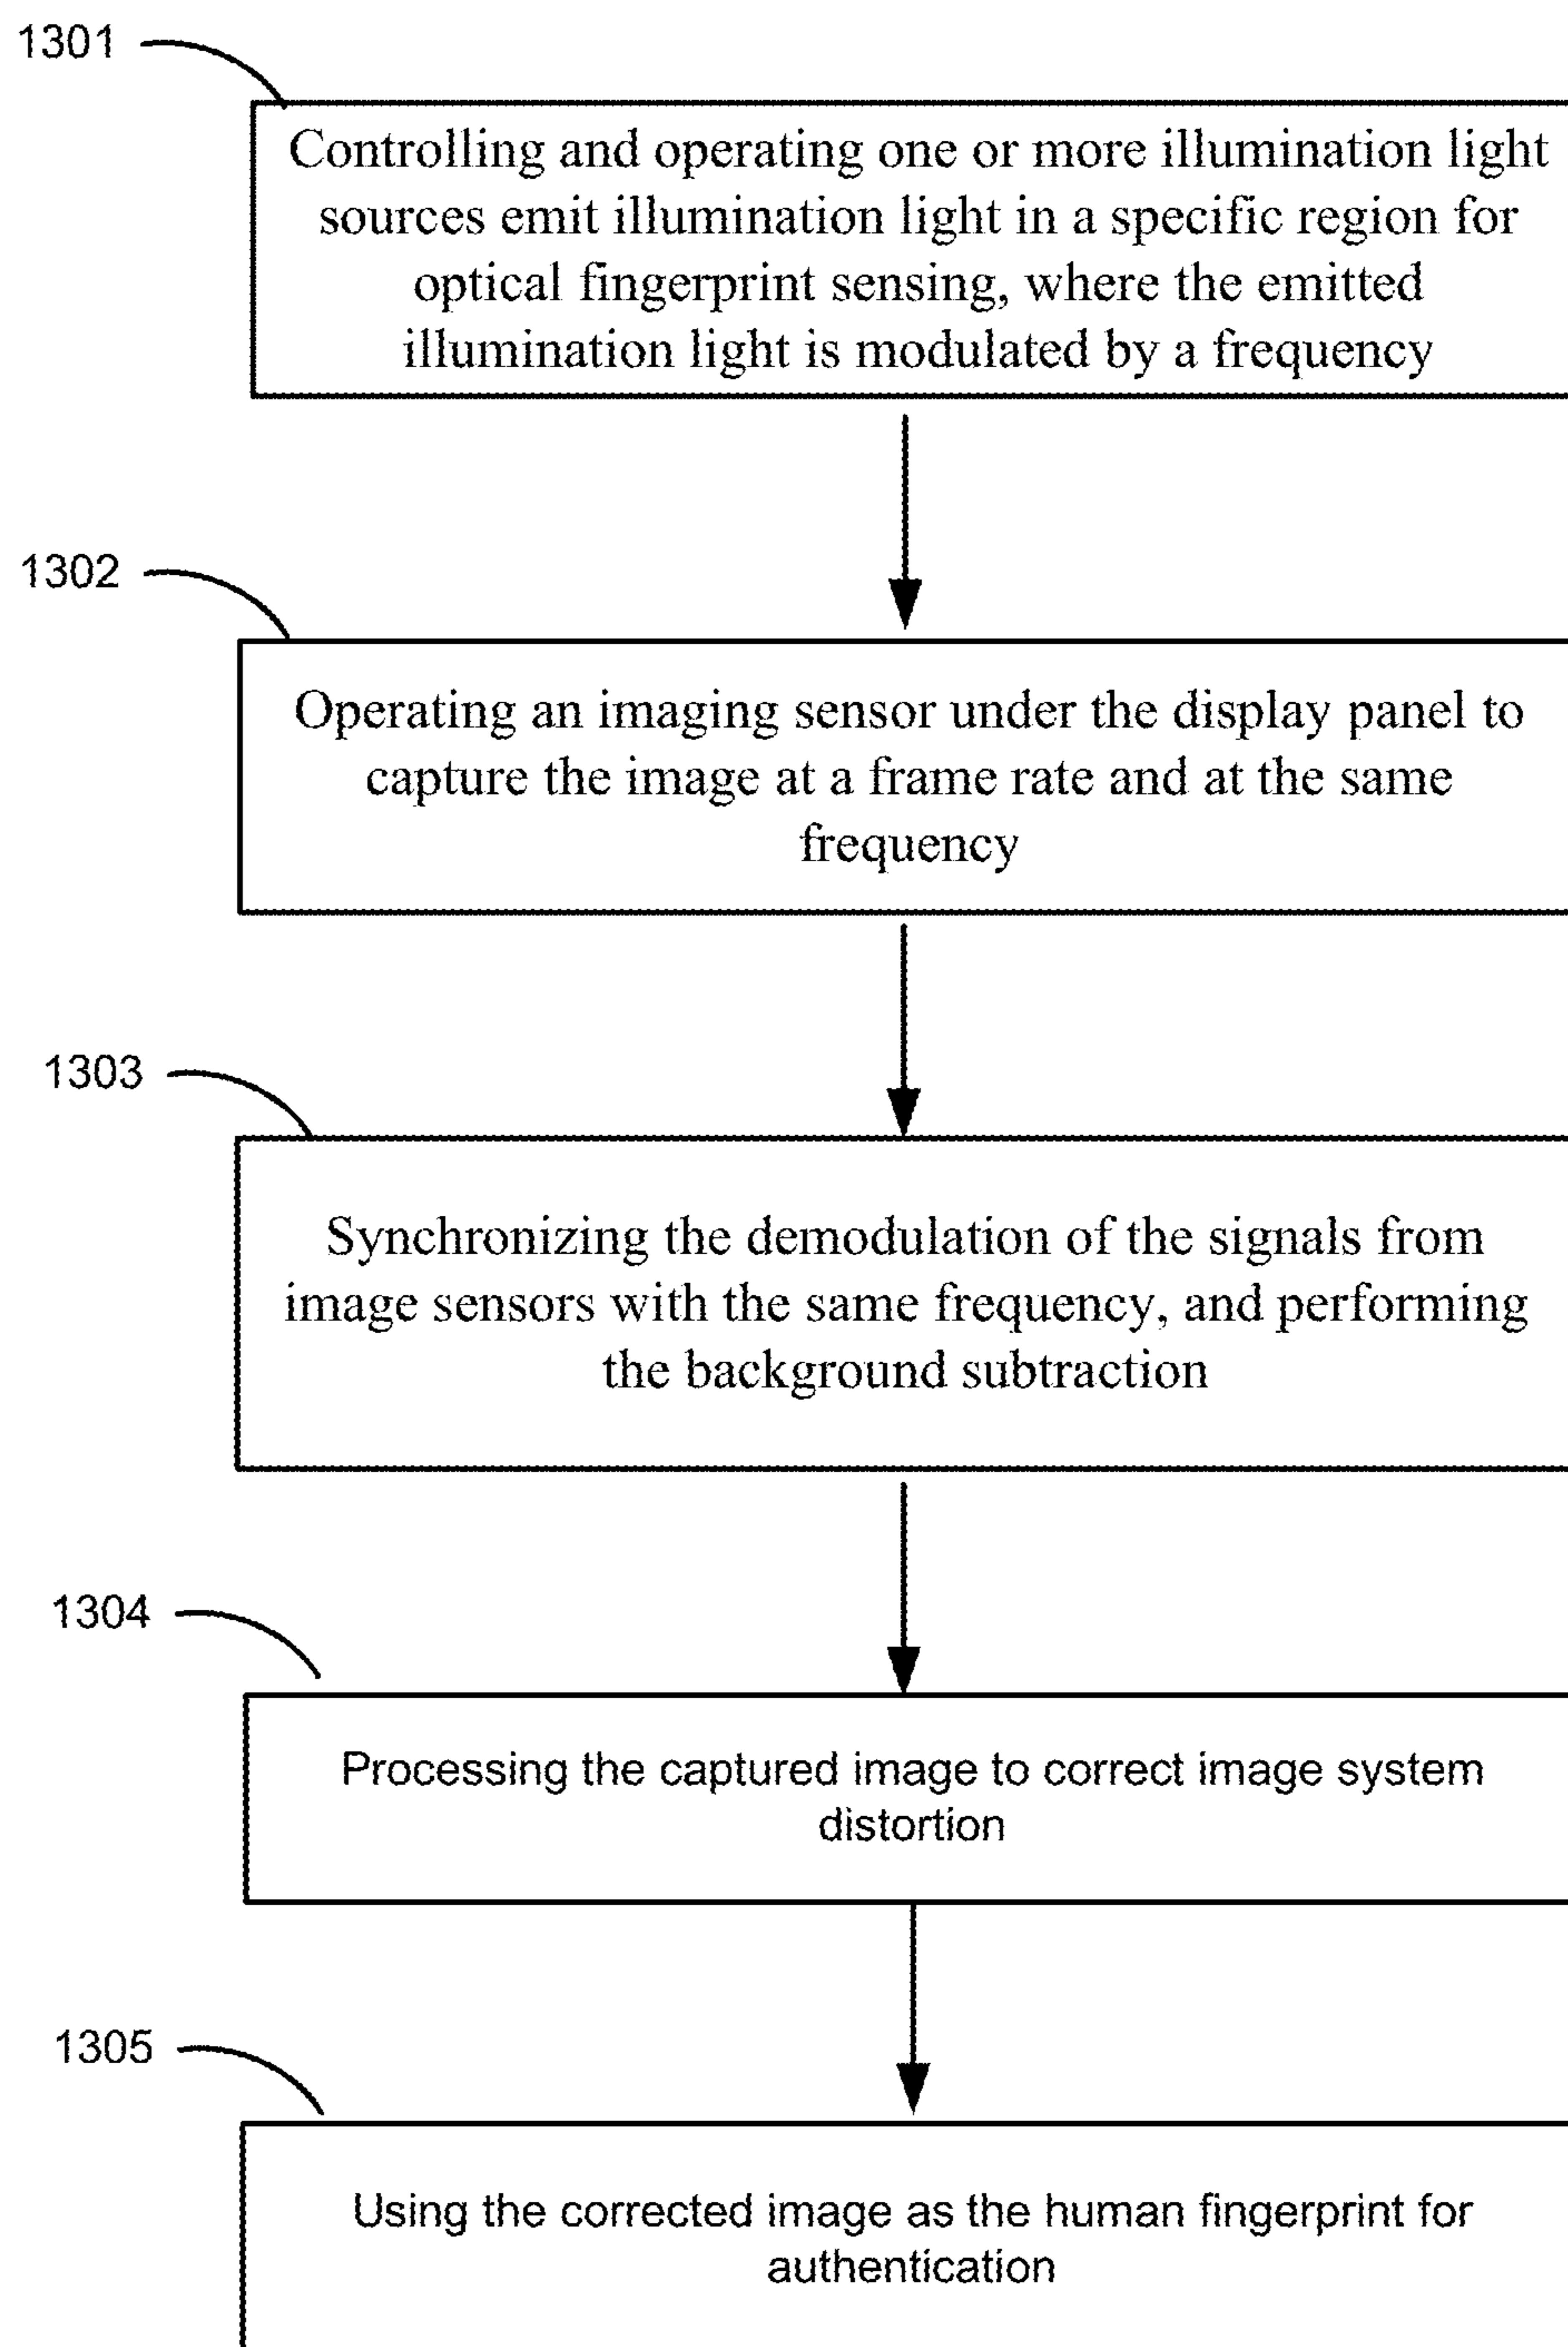 1301
Controlling and operating one or more illumination light
sources emit illumination light in a specific region for
optical fingerprint sensing, where the emitted
illumination light is modulated by a frequency
1302
Operating an imaging sensor under the display panel to
capture the image at a frame rate and at the same
frequency
1303
Synchronizing the demodulation of the signals from
image sensors with the same frequency, and performing
the background subtraction
1304
Processing the captured image to correct image system
distortion
1305
Using the corrected image as the human fingerprint for
authentication